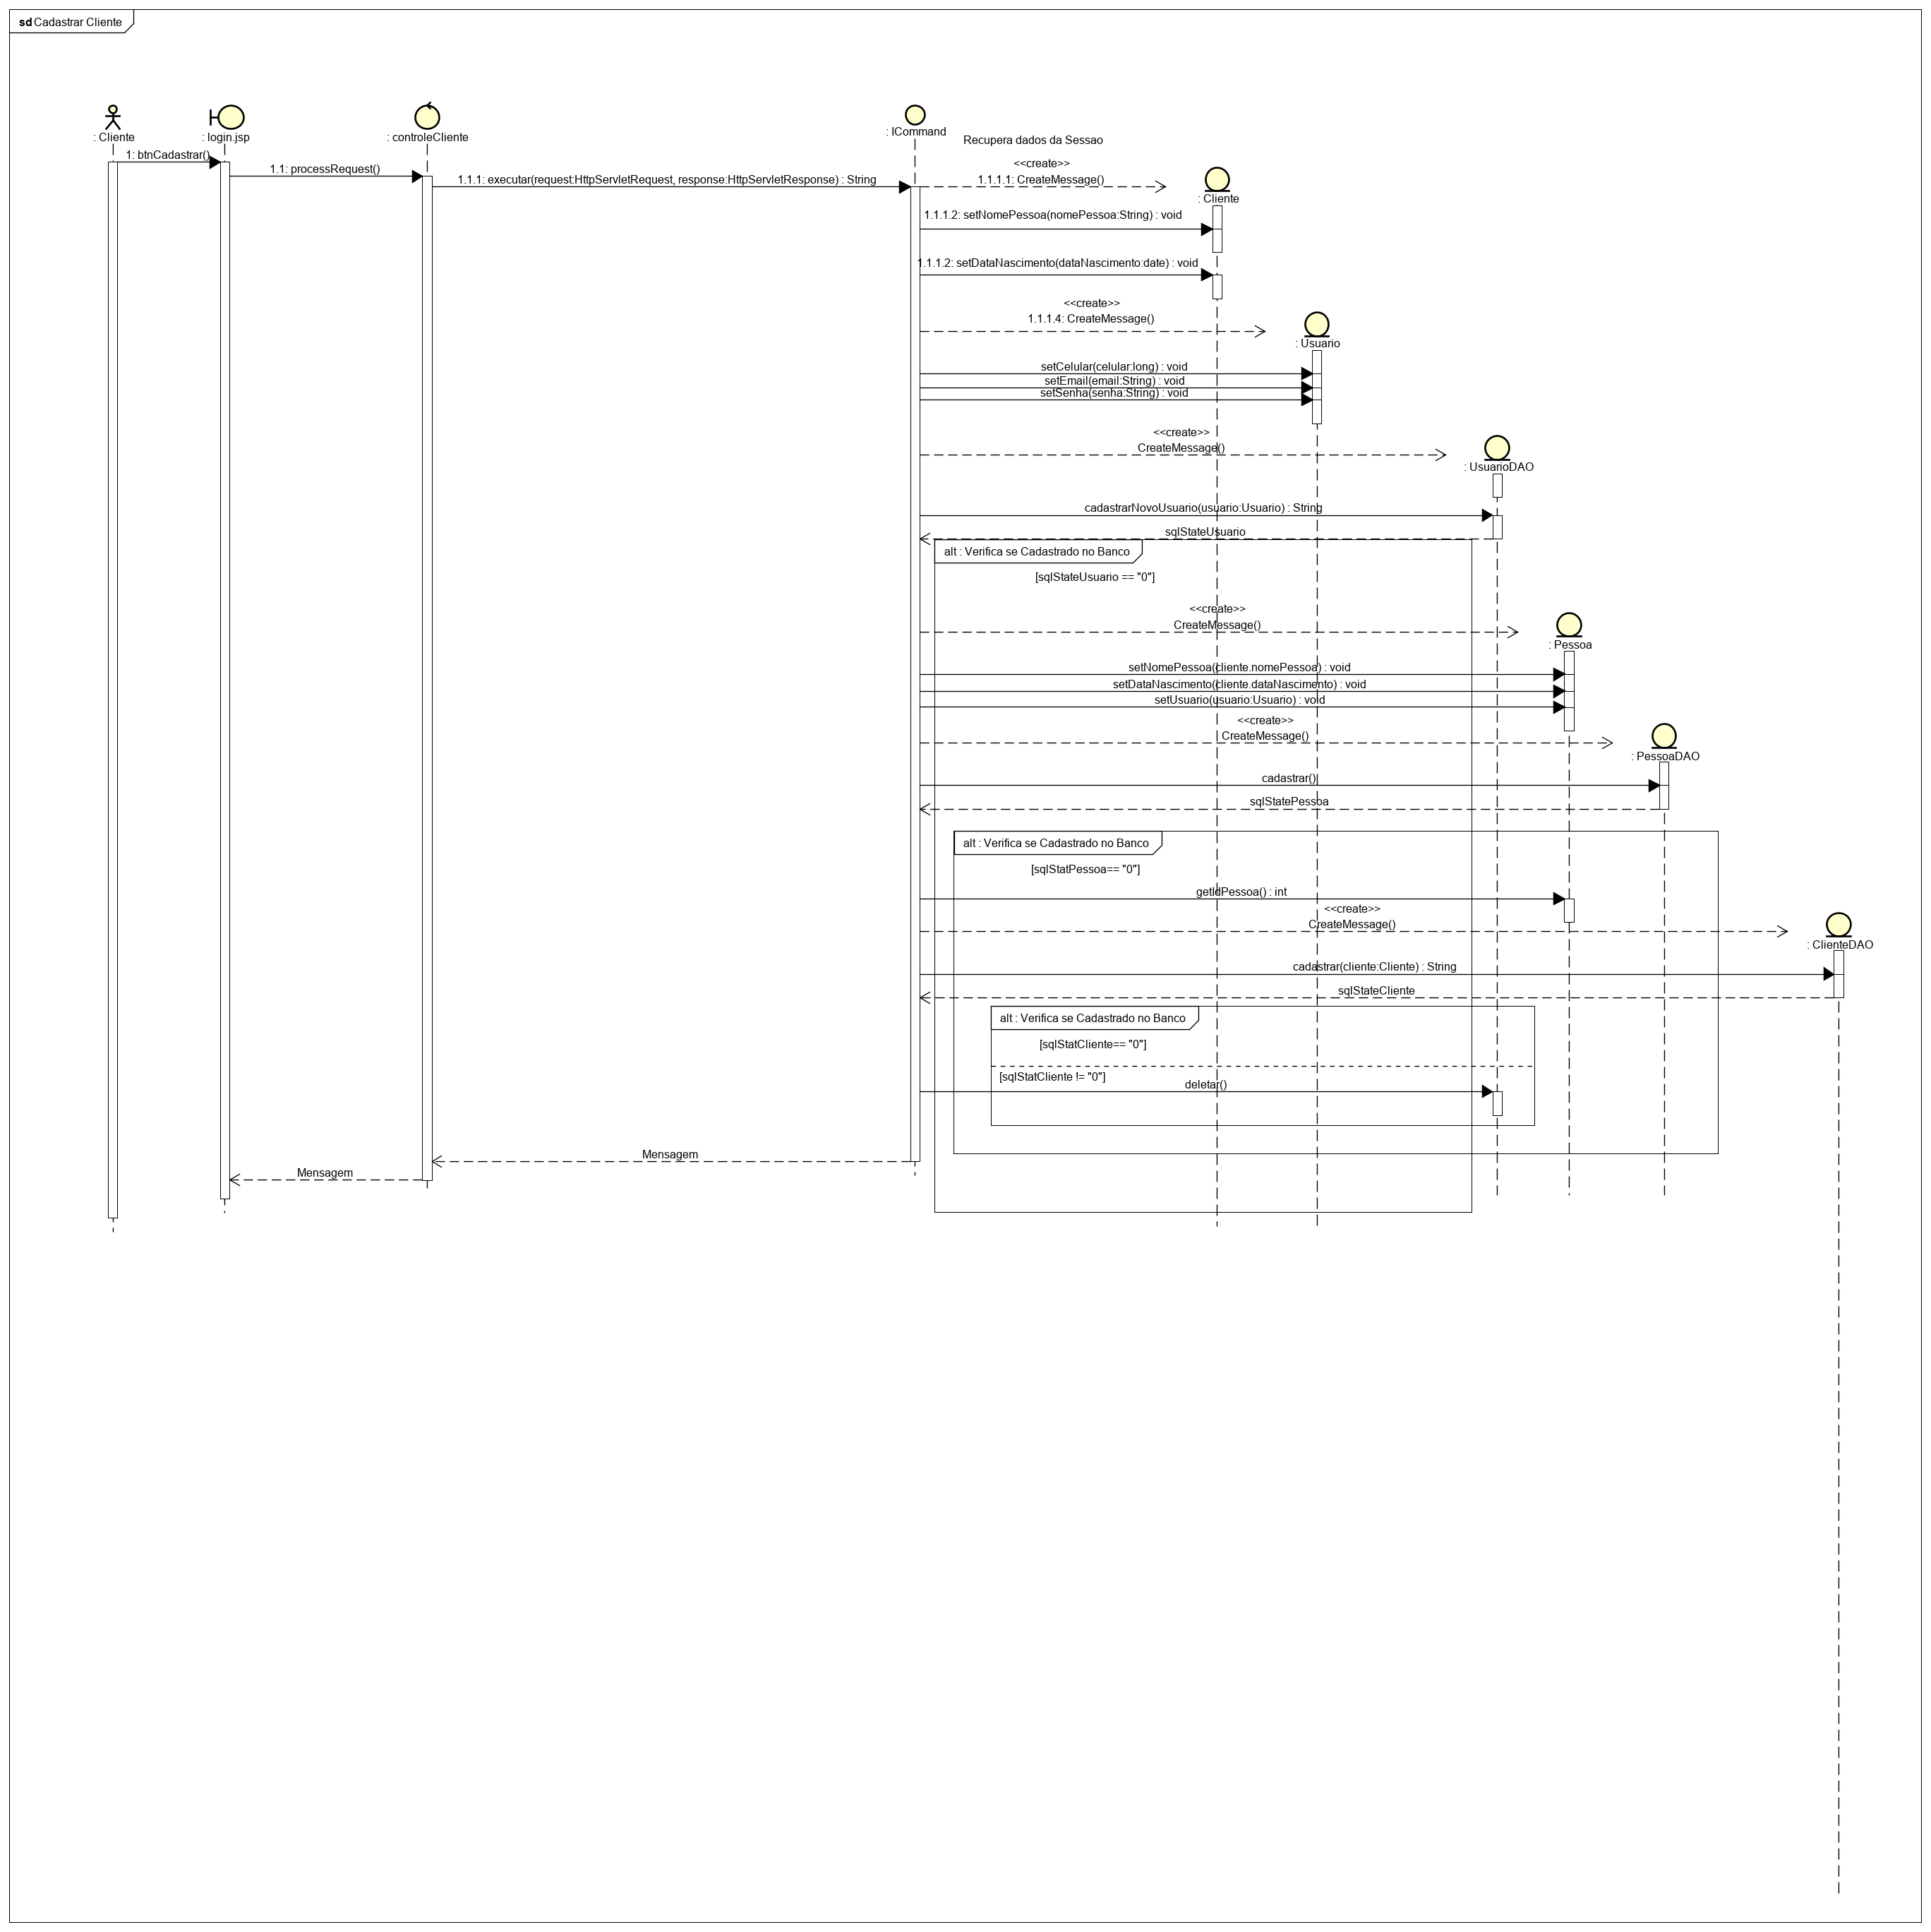 sd Cadastrar Cliente
: Cliente
: login.jsp
: controleCliente
: ICommand
Recupera dados da Sessao
1: btnCadastrar()
1.1: processRequest()
1.1.1: executar(request:HttpServletRequest, response:HttpServletResponse) : String
<<create>>
1.1.1.1: CreateMessage()
: Cliente
1.1.1.2: setNomePessoa(nomePessoa:String) : void
1.1.1.2: setDataNascimento(dataNascimento:date) : void
<<create>>
1.1.1.4: CreateMessage()
: Usuario
setCelular(celular:long) : void
setEmail(email:String) : void
setSenha(senha:String) : void
<<create>>
CreateMessage()
: UsuarioDAO
cadastrarNovoUsuario(usuario:Usuario) : String
sqlStateUsuario
alt : Verifica se Cadastrado no Banco
[sqlStateUsuario == "0"]
<<create>>
CreateMessage()
: Pessoa
setNomePessoa(cliente.nomePessoa) : void
setDataNascimento(cliente.dataNascimento) : void
setUsuario(usuario:Usuario) : void
<<create>>
CreateMessage()
: PessoaDAO
cadastrar()
sqlStatePessoa
alt : Verifica se Cadastrado no Banco
[sqlStatPessoa== "0"]
getIdPessoa() : int
<<create>>
CreateMessage()
: ClienteDAO
cadastrar(cliente:Cliente) : String
sqlStateCliente
alt : Verifica se Cadastrado no Banco
[sqlStatCliente== "0"]
[sqlStatCliente != "0"]
deletar()
Mensagem
Mensagem